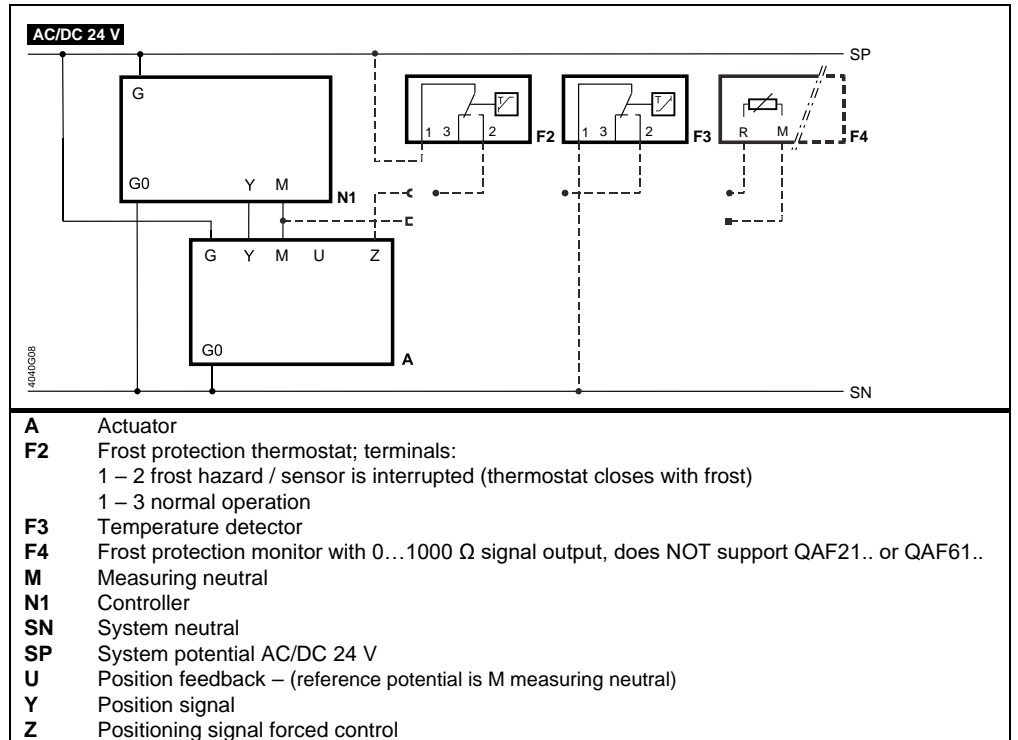 AC/DC 24 V
SP
G
T
T
1 3 2 F2
1 3 2 F3
R M F4
G0 Y M N1
G Y M U Z
G0 A
4040G08
SN
A Actuator
F2 Frost protection thermostat; terminals:
1 – 2 frost hazard / sensor is interrupted (thermostat closes with frost)
1 – 3 normal operation
F3 Temperature detector
F4 Frost protection monitor with 0…1000 Ω signal output, does NOT support QAF21.. or QAF61..
M Measuring neutral
N1 Controller
SN System neutral
SP System potential AC/DC 24 V
U Position feedback – (reference potential is M measuring neutral)
Y Position signal
Z Positioning signal forced control